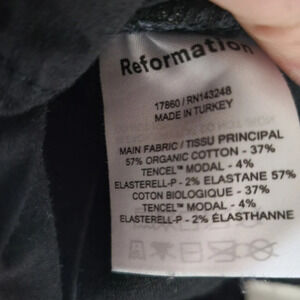 Reformation
17860 / RN143248
MADE IN TURKEY
MAIN FABRIC / TISSU PRINCIPAL
57% ORGANIC COTTON - 37%
TENCEL™ MODAL - 4%
ELASTERELL-P - 2% ELASTANE 57%
COTON BIOLOGIQUE - 37%
TENCEL™ MODAL - 4%
ELASTERELL-P - 2% ÉLASTHANNE